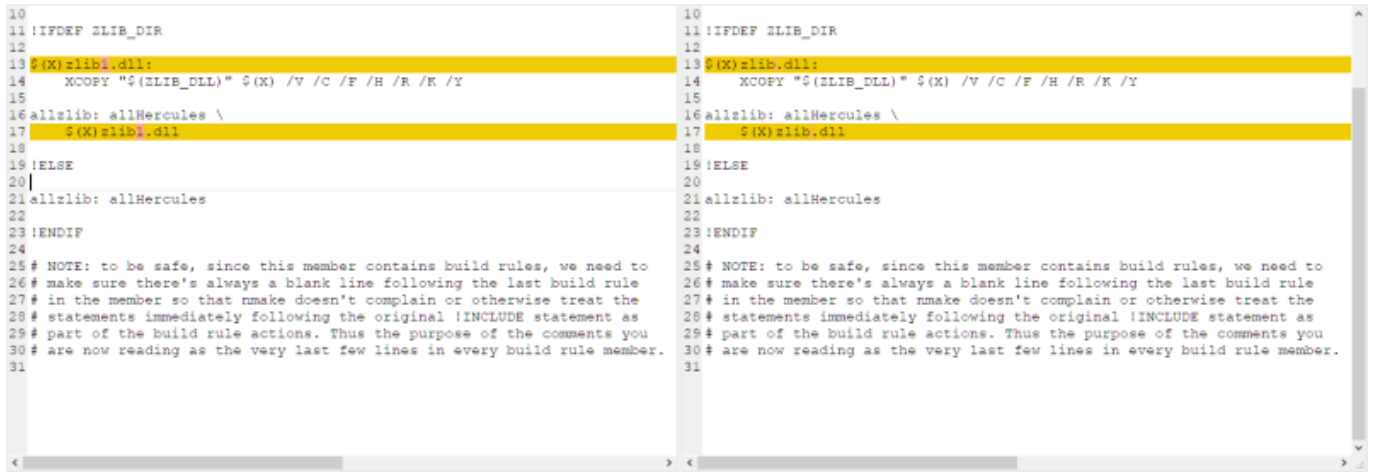 10
11 !IFDEF ZLIB_DIR
12
13 $(X)zlib1.dll:
14     XCOPY "$(ZLIB_DLL)" $(X) /V /C /F /H /R /K /Y
15
16 allzlib: allHercules \
17     $(X)zlib1.dll
18
19 !ELSE
20
21 allzlib: allHercules
22
23 !ENDIF
24
25 # NOTE: to be safe, since this member contains build rules, we need to
26 # make sure there's always a blank line following the last build rule
27 # in the member so that nmake doesn't complain or otherwise treat the
28 # statements immediately following the original !INCLUDE statement as
29 # part of the build rule actions. Thus the purpose of the comments you
30 # are now reading as the very last few lines in every build rule member.
31
10
11 !IFDEF ZLIB_DIR
12
13 $(X)zlib.dll:
14     XCOPY "$(ZLIB_DLL)" $(X) /V /C /F /H /R /K /Y
15
16 allzlib: allHercules \
17     $(X)zlib.dll
18
19 !ELSE
20
21 allzlib: allHercules
22
23 !ENDIF
24
25 # NOTE: to be safe, since this member contains build rules, we need to
26 # make sure there's always a blank line following the last build rule
27 # in the member so that nmake doesn't complain or otherwise treat the
28 # statements immediately following the original !INCLUDE statement as
29 # part of the build rule actions. Thus the purpose of the comments you
30 # are now reading as the very last few lines in every build rule member.
31